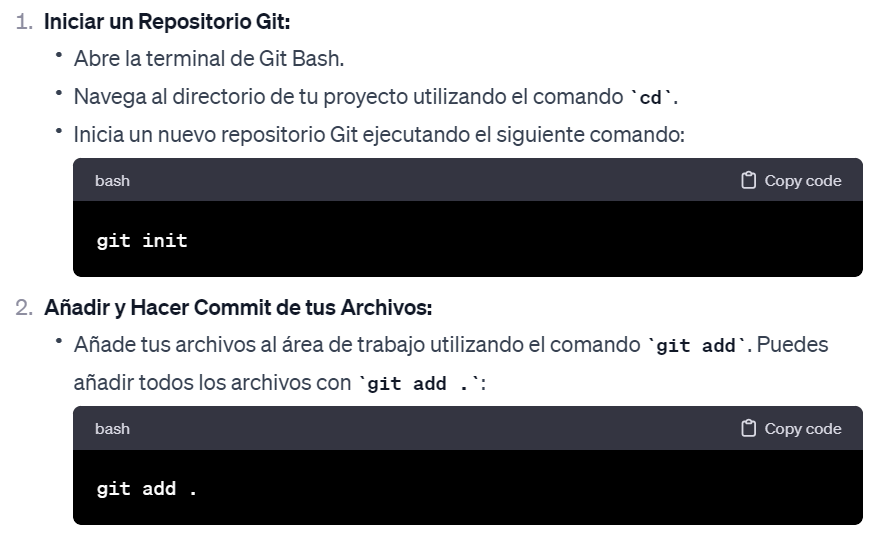 1. Iniciar un Repositorio Git:
• Abre la terminal de Git Bash.
• Navega al directorio de tu proyecto utilizando el comando `cd`.
• Inicia un nuevo repositorio Git ejecutando el siguiente comando:
bash Copy code
git init
2. Añadir y Hacer Commit de tus Archivos:
• Añade tus archivos al área de trabajo utilizando el comando `git add`. Puedes
añadir todos los archivos con `git add .`:
bash Copy code
git add .